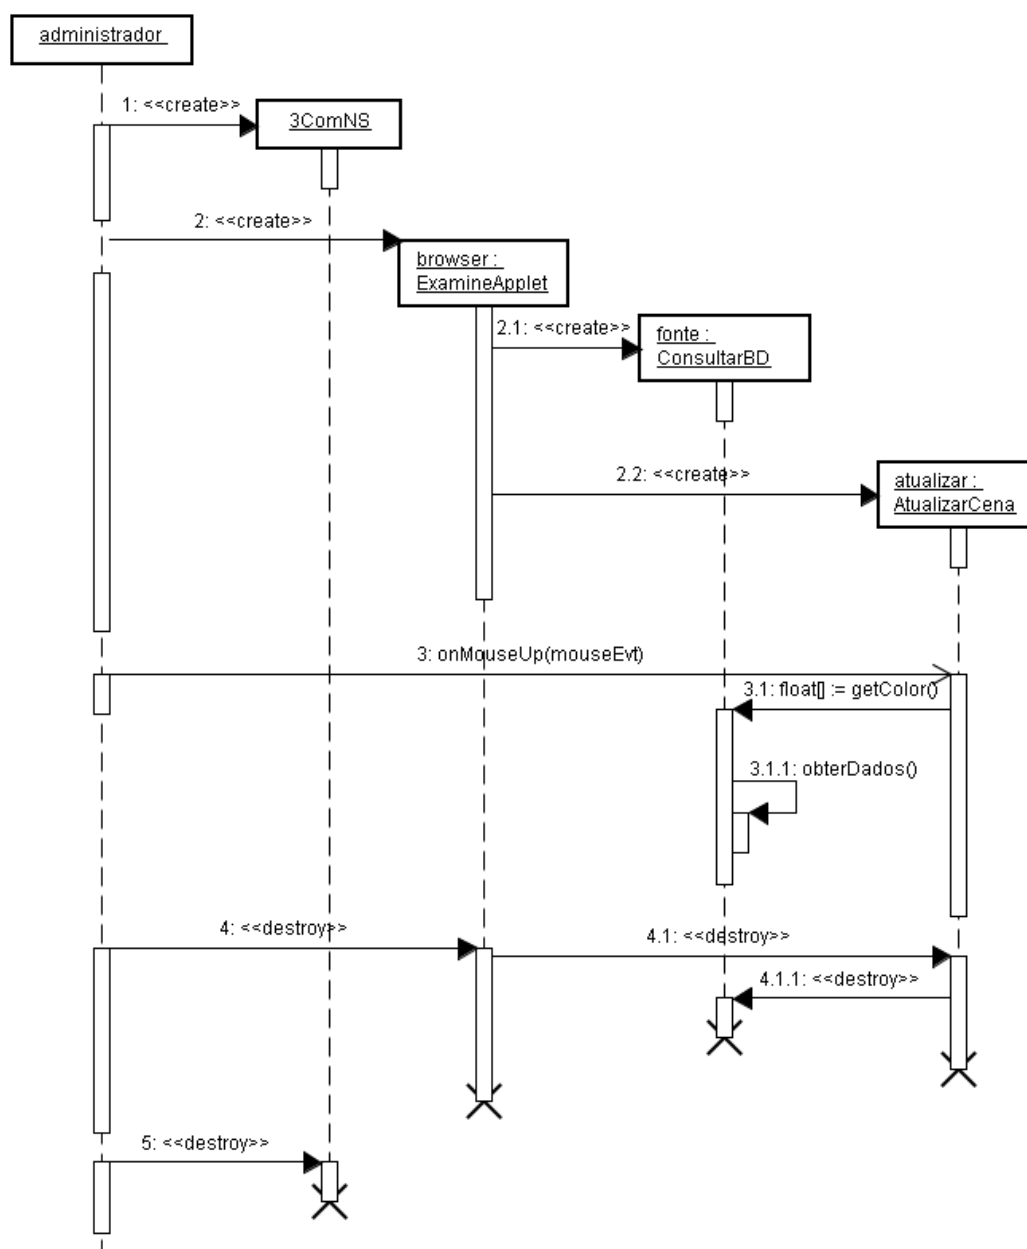 administrador
1: <<create>>
3ComNS
2: <<create>>
browser :
ExamineApplet
2.1: <<create>>
fonte :
ConsultarBD
2.2: <<create>>
atualizar :
AtualizarCena
3: onMouseUp(mouseEvt)
3.1: float[] := getColor()
3.1.1: obterDados()
4: <<destroy>>
4.1: <<destroy>>
4.1.1: <<destroy>>
5: <<destroy>>